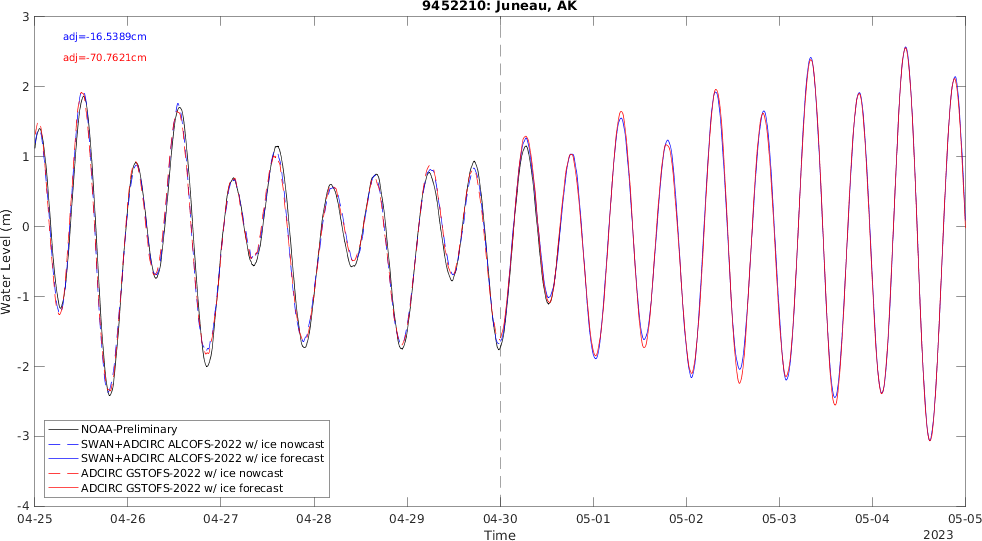 9452210: Juneau, AK
adj=-16.5389cm
adj=-70.7621cm
3
2
1
0
-1
-2
-3
-4
Water Level (m)
NOAA-Preliminary
SWAN+ADCIRC ALCOFS-2022 w/ ice nowcast
SWAN+ADCIRC ALCOFS-2022 w/ ice forecast
ADCIRC GSTOFS-2022 w/ ice nowcast
ADCIRC GSTOFS-2022 w/ ice forecast
04-25 04-26 04-27 04-28 04-29 04-30 05-01 05-02 05-03 05-04 05-05
Time
2023